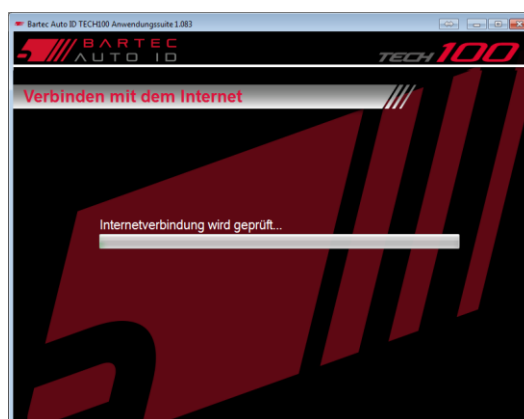 Bartec Auto ID TECH100 Anwendungssuite 1.083
BARTEC
AUTO ID
TECH100
Verbinden mit dem Internet
Internetverbindung wird geprüft...